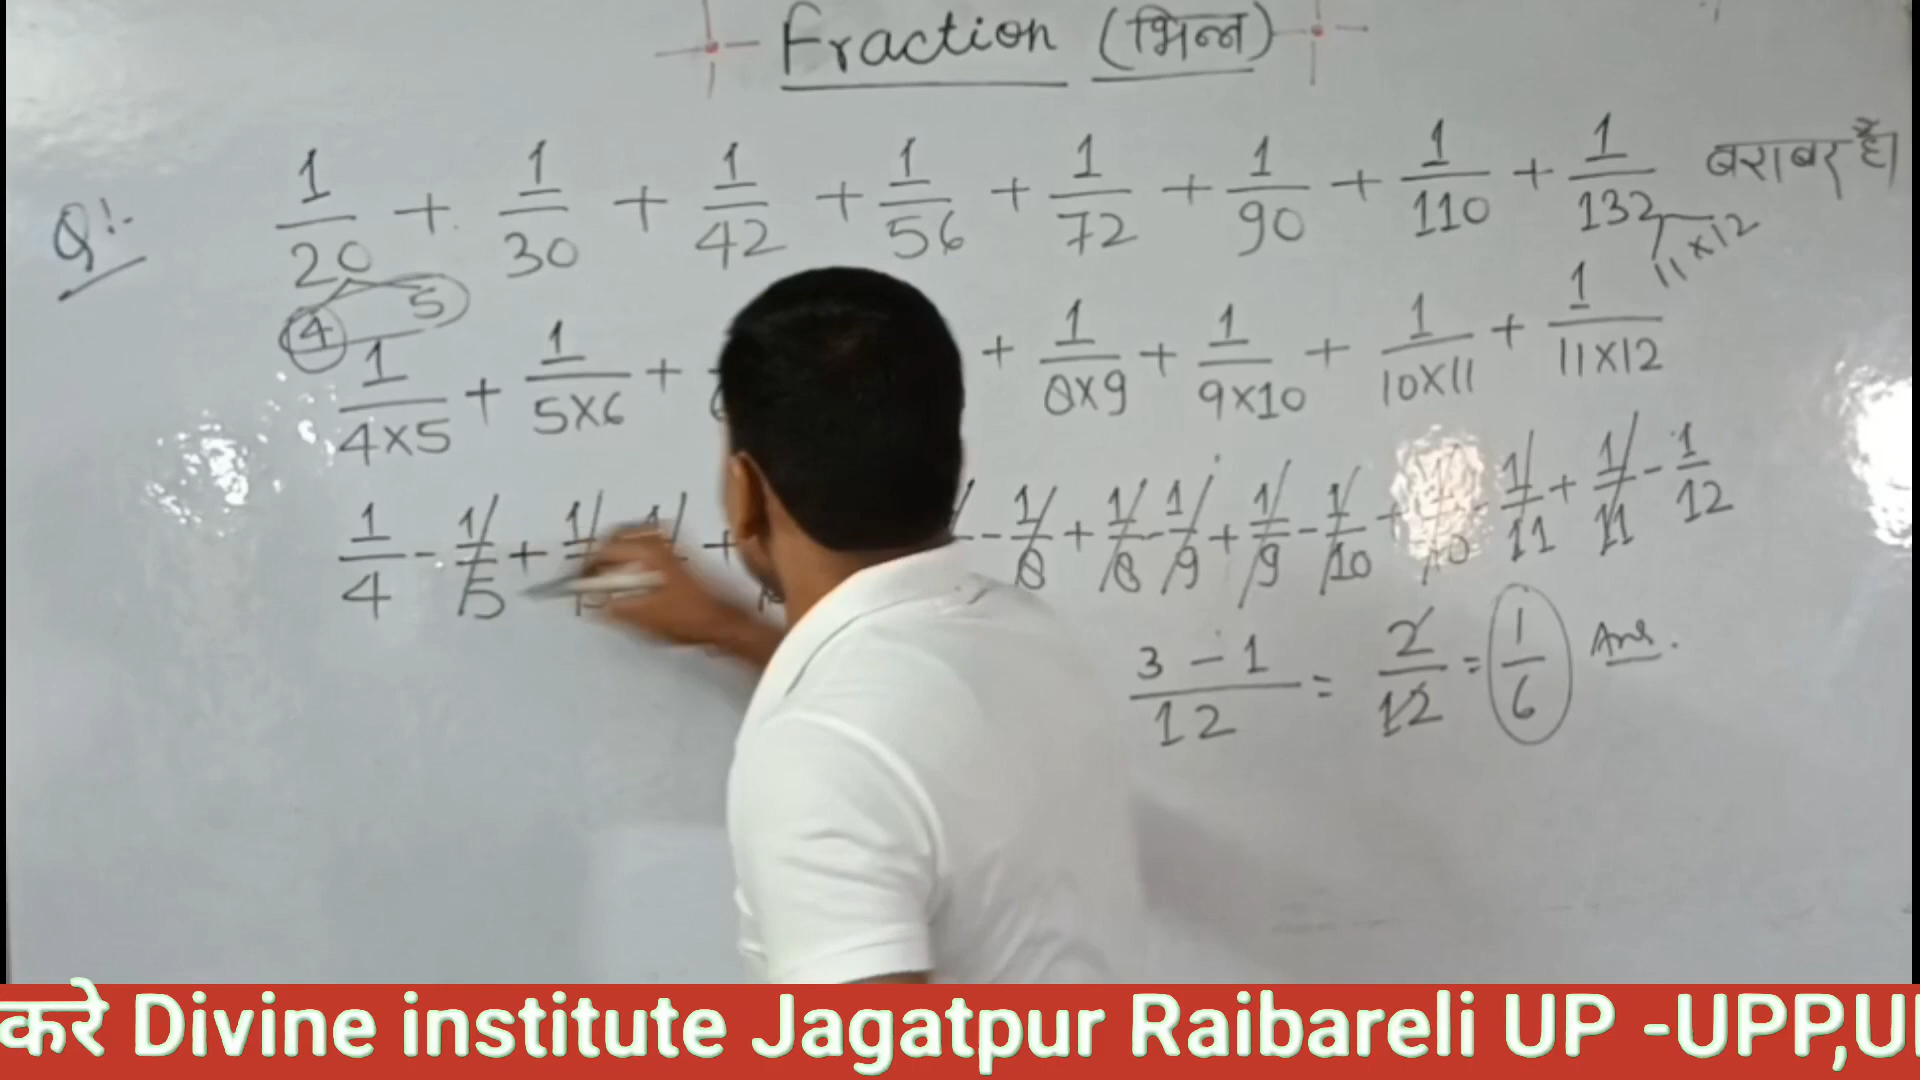 Fraction (भिन्न)
Q!- 1/20 + 1/30 + 1/42 + 1/56 + 1/72 + 1/90 + 1/110 + 1/132 बराबर है।
4 5 11×12
1/4×5 + 1/5×6 + + 1/8×9 + 1/9×10 + 1/10×11 + 1/11×12
1/4 - 1/5 + - 1/8 + 1/8 - 1/9 + 1/9 - 1/10 + 1/10 - 1/11 + 1/11 - 1/12
3 - 1/12 = 2/12 = 1/6 Ans.
करे Divine institute Jagatpur Raibareli UP -UPP,U